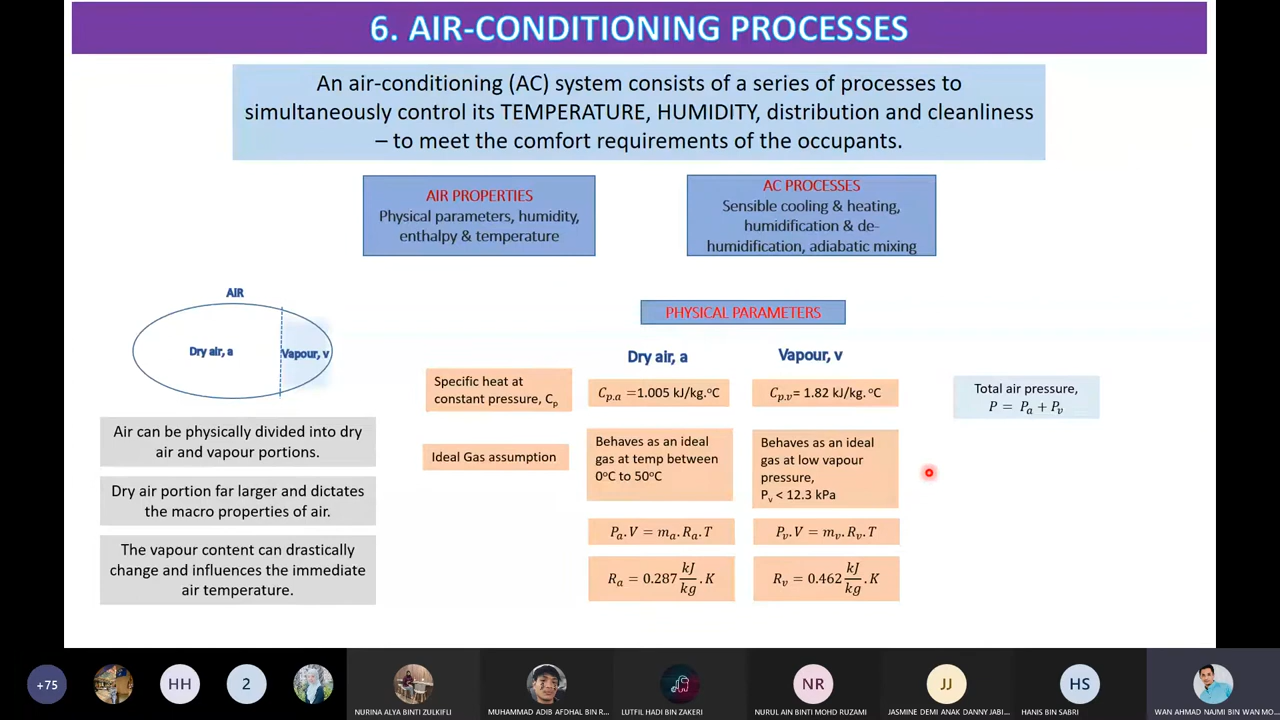 6. AIR-CONDITIONING PROCESSES
An air-conditioning (AC) system consists of a series of processes to
simultaneously control its TEMPERATURE, HUMIDITY, distribution and cleanliness
– to meet the comfort requirements of the occupants.
AIR PROPERTIES
Physical parameters, humidity,
enthalpy & temperature
AC PROCESSES
Sensible cooling & heating,
humidification & de-
humidification, adiabatic mixing
AIR
Dry air, a
Vapour, v
Air can be physically divided into dry
air and vapour portions.
Dry air portion far larger and dictates
the macro properties of air.
The vapour content can drastically
change and influences the immediate
air temperature.
PHYSICAL PARAMETERS
Dry air, a
Vapour, v
Specific heat at
constant pressure, Cp
Cp.a =1.005 kJ/kg.°C
Cp.v= 1.82 kJ/kg.°C
Total air pressure,
P = Pa + Pv
Ideal Gas assumption
Behaves as an ideal
gas at temp between
0°C to 50°C
Behaves as an ideal
gas at low vapour
pressure,
Pv < 12.3 kPa
Pa.V = ma.Ra.T
Pv.V = mv.Rv.T
Ra = 0.287 kJ/kg .K
Rv = 0.462 kJ/kg .K
+75
HH
2
NURINA ALYA BINTI ZULKIFLI
MUHAMMAD ADIB AFDHAL BIN R...
LUTFIL HADI BIN ZAKERI
NR
NURUL AIN BINTI MOHD RUZAMI
JJ
JASMINE DEMI ANAK DANNY JABI...
HS
HANIS BIN SABRI
WAN AHMAD NAIMI BIN WAN MO...